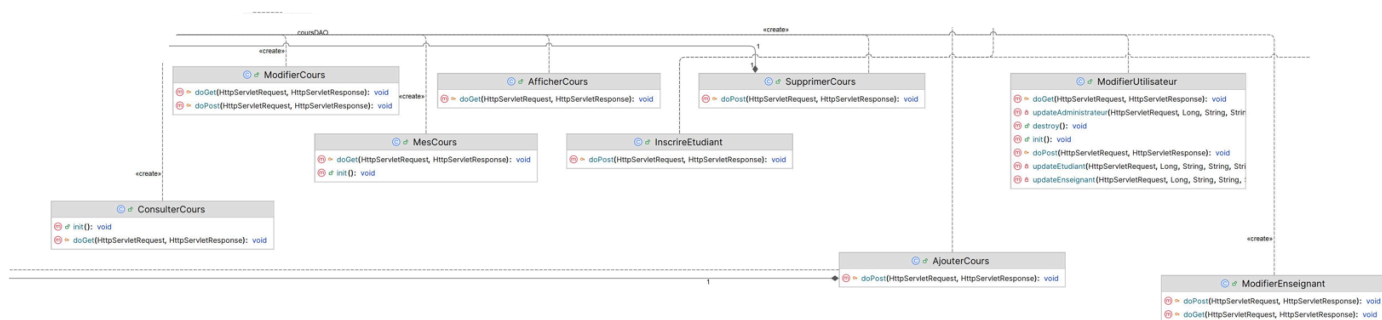 coursDAO
«create»
«create»
1
1
ModifierCours
doGet(HttpServletRequest, HttpServletResponse): void
doPost(HttpServletRequest, HttpServletResponse): void
«create»
AfficherCours
doGet(HttpServletRequest, HttpServletResponse): void
SupprimerCours
doPost(HttpServletRequest, HttpServletResponse): void
ModifierUtilisateur
doGet(HttpServletRequest, HttpServletResponse): void
updateAdministrateur(HttpServletRequest, Long, String, Strin
destroy(): void
init(): void
doPost(HttpServletRequest, HttpServletResponse): void
updateEtudiant(HttpServletRequest, Long, String, String, Stri
updateEnseignant(HttpServletRequest, Long, String, String, S
MesCours
doGet(HttpServletRequest, HttpServletResponse): void
init(): void
InscrireEtudiant
doPost(HttpServletRequest, HttpServletResponse): void
«create»
ConsulterCours
init(): void
doGet(HttpServletRequest, HttpServletResponse): void
«create»
AjouterCours
doPost(HttpServletRequest, HttpServletResponse): void
1
ModifierEnseignant
doPost(HttpServletRequest, HttpServletResponse): void
doGet(HttpServletRequest, HttpServletResponse): void